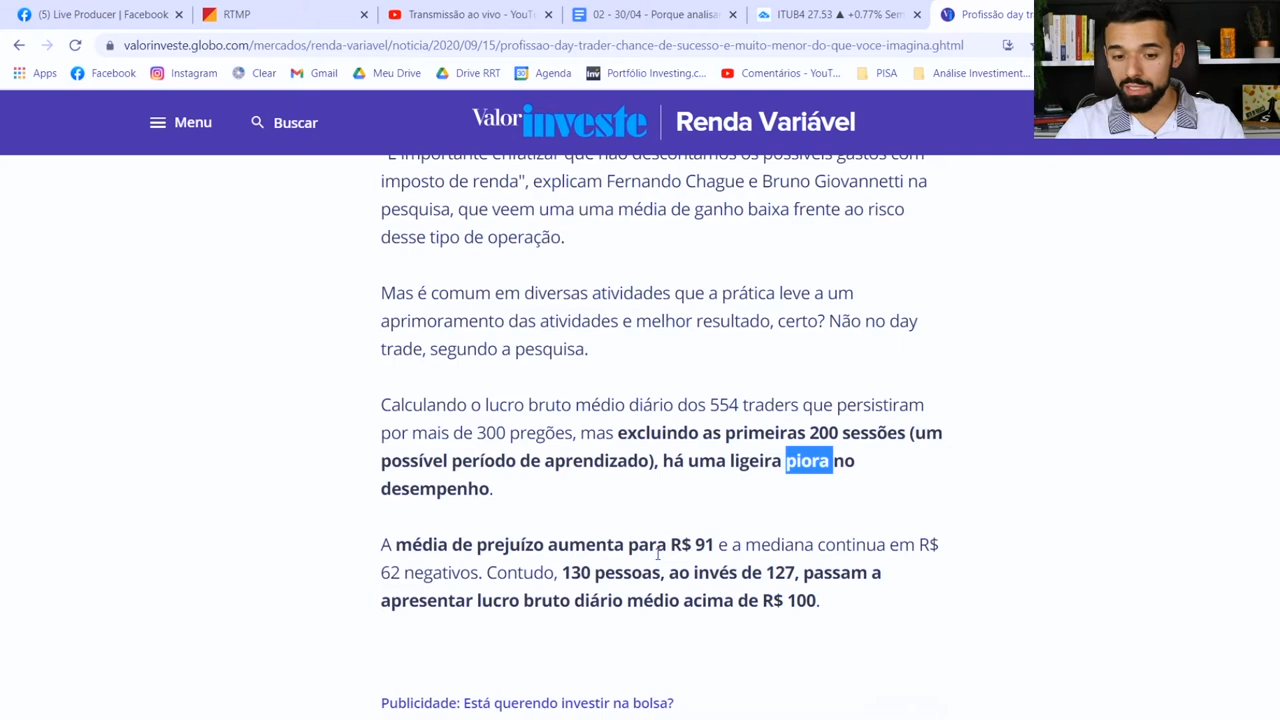 (5) Live Producer | Facebook
RTMP
Transmissão ao vivo - YouT
02 - 30/04 - Porque analisa
ITUB4 27.53 ▲ +0.77% Sem
Profissão day tr
valorinveste.globo.com/mercados/renda-variavel/noticia/2020/09/15/profissao-day-trader-chance-de-sucesso-e-muito-menor-do-que-voce-imagina.ghtml
Apps
Facebook
Instagram
Clear
Gmail
Meu Drive
Drive RRT
Agenda
Inv
Portfólio Investing.c...
Comentários - YouT...
PISA
Análise Investiment...
Menu
Buscar
Valor investe
Renda Variável
"É importante enfatizar que não descontamos os possíveis gastos com
imposto de renda", explicam Fernando Chague e Bruno Giovannetti na
pesquisa, que veem uma uma média de ganho baixa frente ao risco
desse tipo de operação.
Mas é comum em diversas atividades que a prática leve a um
aprimoramento das atividades e melhor resultado, certo? Não no day
trade, segundo a pesquisa.
Calculando o lucro bruto médio diário dos 554 traders que persistiram
por mais de 300 pregões, mas excluindo as primeiras 200 sessões (um
possível período de aprendizado), há uma ligeira piora no
desempenho.
A média de prejuízo aumenta para R$ 91 e a mediana continua em R$
62 negativos. Contudo, 130 pessoas, ao invés de 127, passam a
apresentar lucro bruto diário médio acima de R$ 100.
Publicidade: Está querendo investir na bolsa?